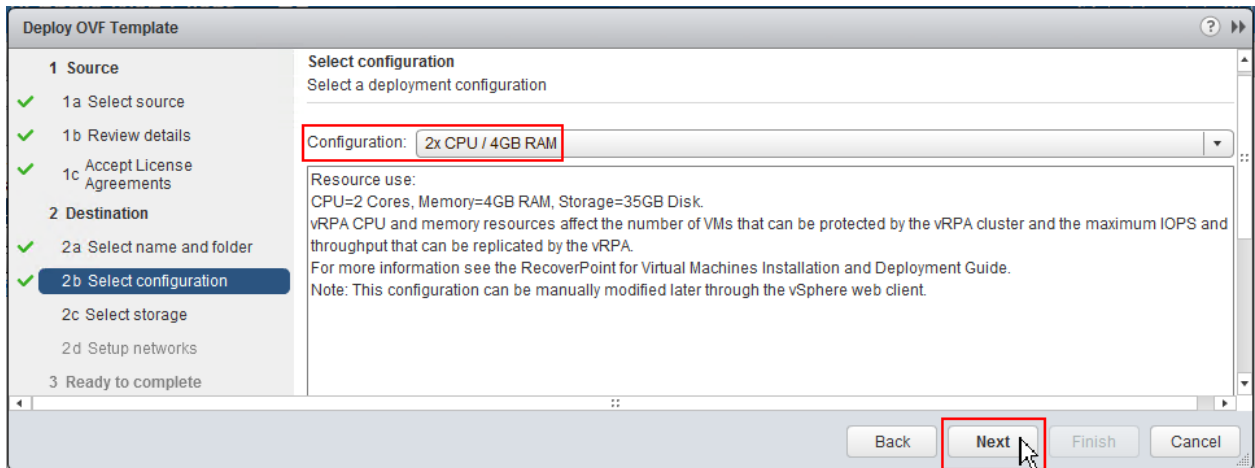 Deploy OVF Template
?
1 Source
1a Select source
1b Review details
1c Accept License
Agreements
2 Destination
2a Select name and folder
2b Select configuration
2c Select storage
2d Setup networks
3 Ready to complete
Select configuration
Select a deployment configuration
Configuration: 2x CPU / 4GB RAM
Resource use:
CPU=2 Cores, Memory=4GB RAM, Storage=35GB Disk.
vRPA CPU and memory resources affect the number of VMs that can be protected by the vRPA cluster and the maximum IOPS and
throughput that can be replicated by the vRPA.
For more information see the RecoverPoint for Virtual Machines Installation and Deployment Guide.
Note: This configuration can be manually modified later through the vSphere web client.
Back Next Finish Cancel